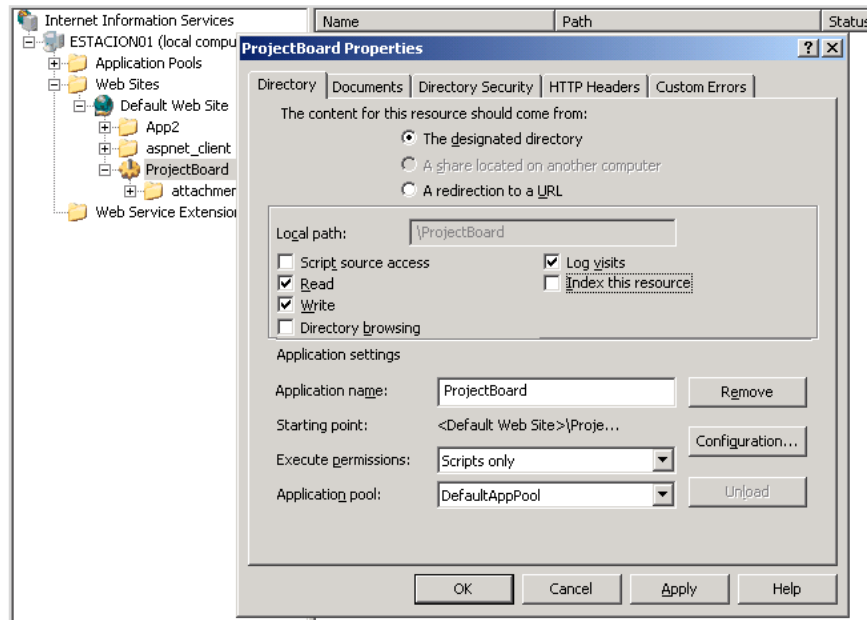 Internet Information Services
Name Path Status
ESTACION01 (local compu
Application Pools
Web Sites
Default Web Site
App2
aspnet_client
ProjectBoard
attachmen
Web Service Extension
ProjectBoard Properties
Directory Documents Directory Security HTTP Headers Custom Errors
The content for this resource should come from:
The designated directory
A share located on another computer
A redirection to a URL
Local path: \ProjectBoard
Script source access Log visits
Read Index this resource
Write
Directory browsing
Application settings
Application name: ProjectBoard Remove
Starting point: <Default Web Site>\Proje...
Configuration...
Execute permissions: Scripts only
Application pool: DefaultAppPool Unload
OK Cancel Apply Help